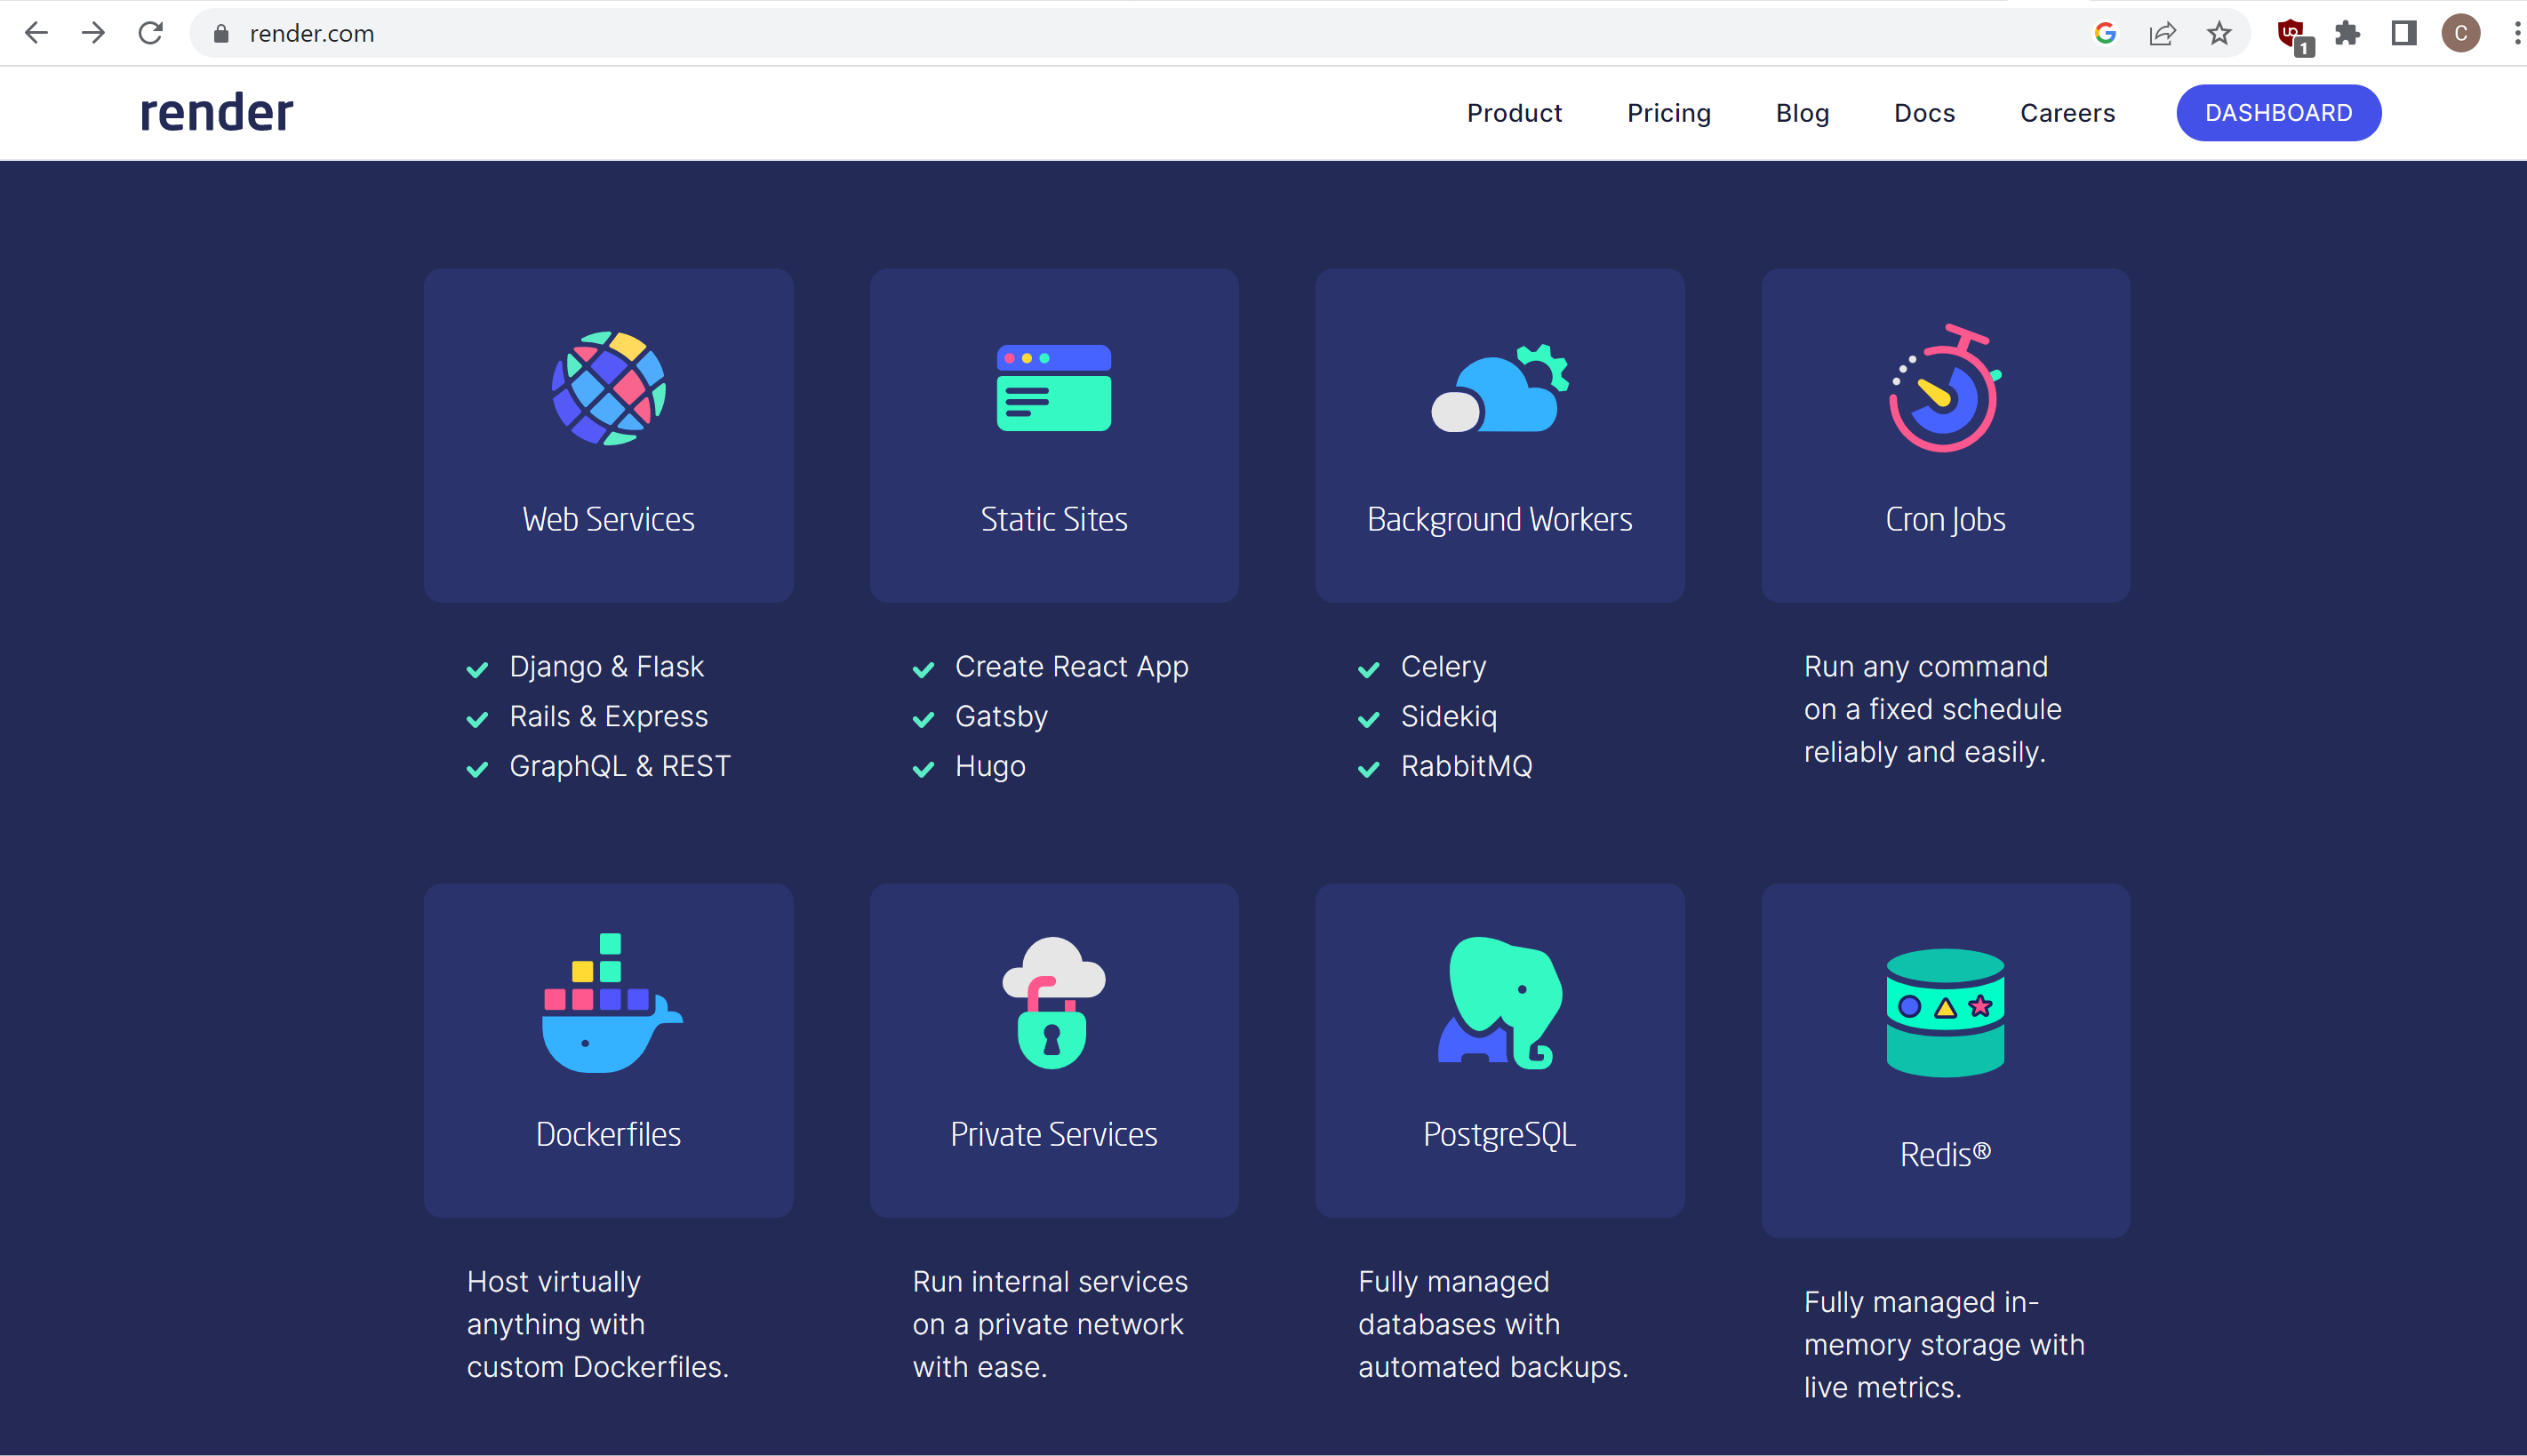 render.com
1
C
render
Product
Pricing
Blog
Docs
Careers
DASHBOARD
Web Services
Django & Flask
Rails & Express
GraphQL & REST
Static Sites
Create React App
Gatsby
Hugo
Background Workers
Celery
Sidekiq
RabbitMQ
Cron Jobs
Run any command
on a fixed schedule
reliably and easily.
Dockerfiles
Host virtually
anything with
custom Dockerfiles.
Private Services
Run internal services
on a private network
with ease.
PostgreSQL
Fully managed
databases with
automated backups.
Redis®
Fully managed in-
memory storage with
live metrics.